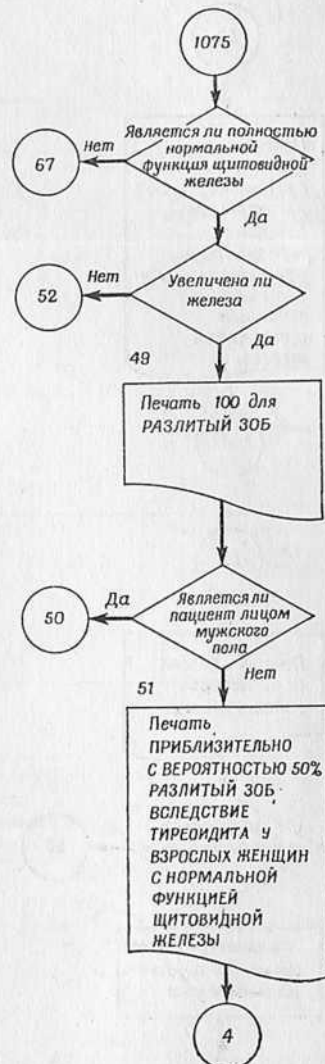 1075
Является ли полностью
нормальной
функция щитовидной
железы
Нет
67
Да
Увеличена ли
железа
Нет
52
Да
49
Печать 100 для
РАЗЛИТЫЙ ЗОБ
Является ли
пациент лицом
мужского
пола
Да
50
Нет
51
Печать
ПРИБЛИЗИТЕЛЬНО
С ВЕРОЯТНОСТЬЮ 50%
РАЗЛИТЫЙ ЗОБ
ВСЛЕДСТВИЕ
ТИРЕОИДИТА У
ВЗРОСЛЫХ ЖЕНЩИН
С НОРМАЛЬНОЙ
ФУНКЦИЕЙ
ЩИТОВИДНОЙ
ЖЕЛЕЗЫ
4